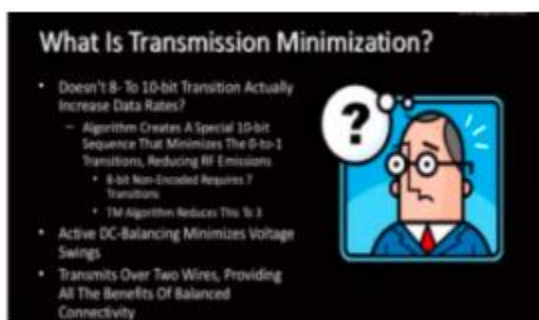 What Is Transmission Minimization?
• Doesn't 8- To 10-bit Transition Actually
Increase Data Rates?
– Algorithm Creates A Special 10-bit
Sequence That Minimizes The 0-to-1
Transitions, Reducing RF Emissions
• 8-bit Non-Encoded Requires 7
Transitions
• TM Algorithm Reduces This To 3
• Active DC-Balancing Minimizes Voltage
Swings
• Transmits Over Two Wires, Providing
All The Benefits Of Balanced
Connectivity
?